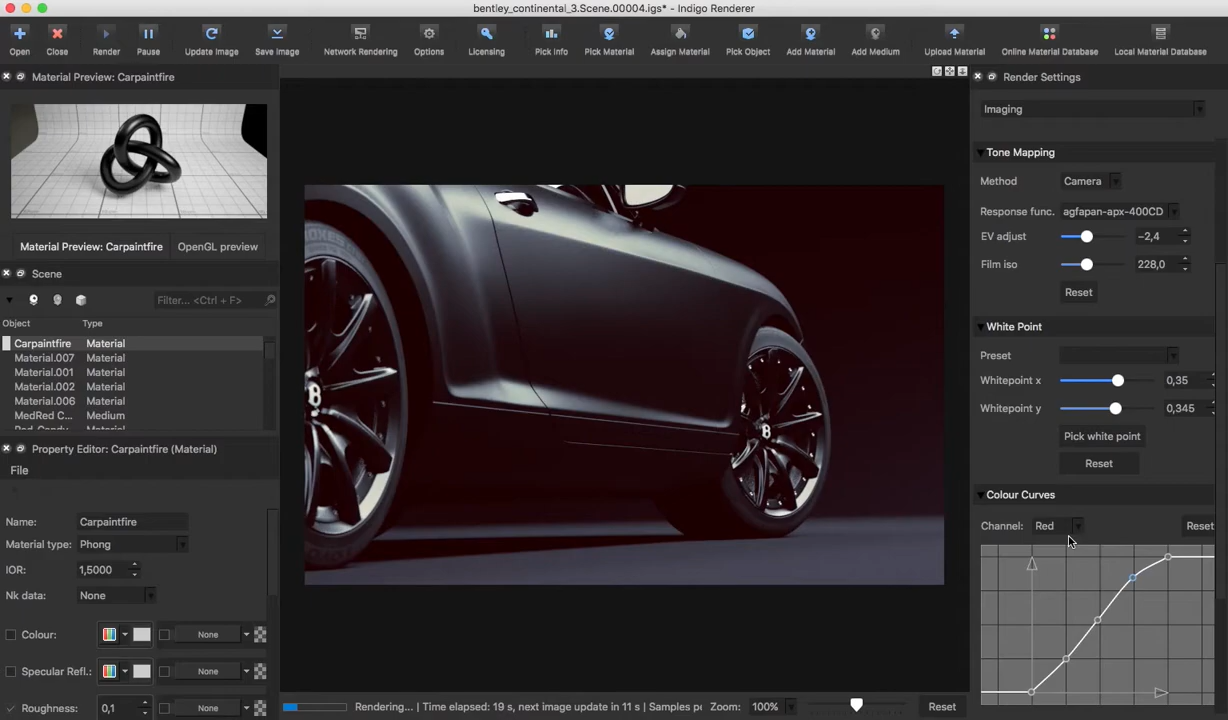 bentley_continental_3.Scene.00004.igs* - Indigo Renderer
Open Close Render Pause Update Image Save Image Network Rendering Options Licensing Pick Info Pick Material Assign Material Pick Object Add Material Add Medium Upload Material Online Material Database Local Material Database
Material Preview: Carpaintfire
Material Preview: Carpaintfire OpenGL preview
Scene
Filter... <Ctrl + F>
Object Type
Carpaintfire Material
Material.007 Material
Material.001 Material
Material.002 Material
Material.006 Material
MedRed C... Medium
Property Editor: Carpaintfire (Material)
File
Name: Carpaintfire
Material type: Phong
IOR: 1,5000
Nk data: None
Colour: None
Specular Refl.: None
Roughness: 0,1 None
B
B
Rendering... | Time elapsed: 19 s, next image update in 11 s | Samples pe Zoom: 100% Reset
Render Settings
Imaging
Tone Mapping
Method Camera
Response func. agfapan-apx-400CD
EV adjust -2,4
Film iso 228,0
Reset
White Point
Preset
Whitepoint x 0,35
Whitepoint y 0,345
Pick white point
Reset
Colour Curves
Channel: Red Reset